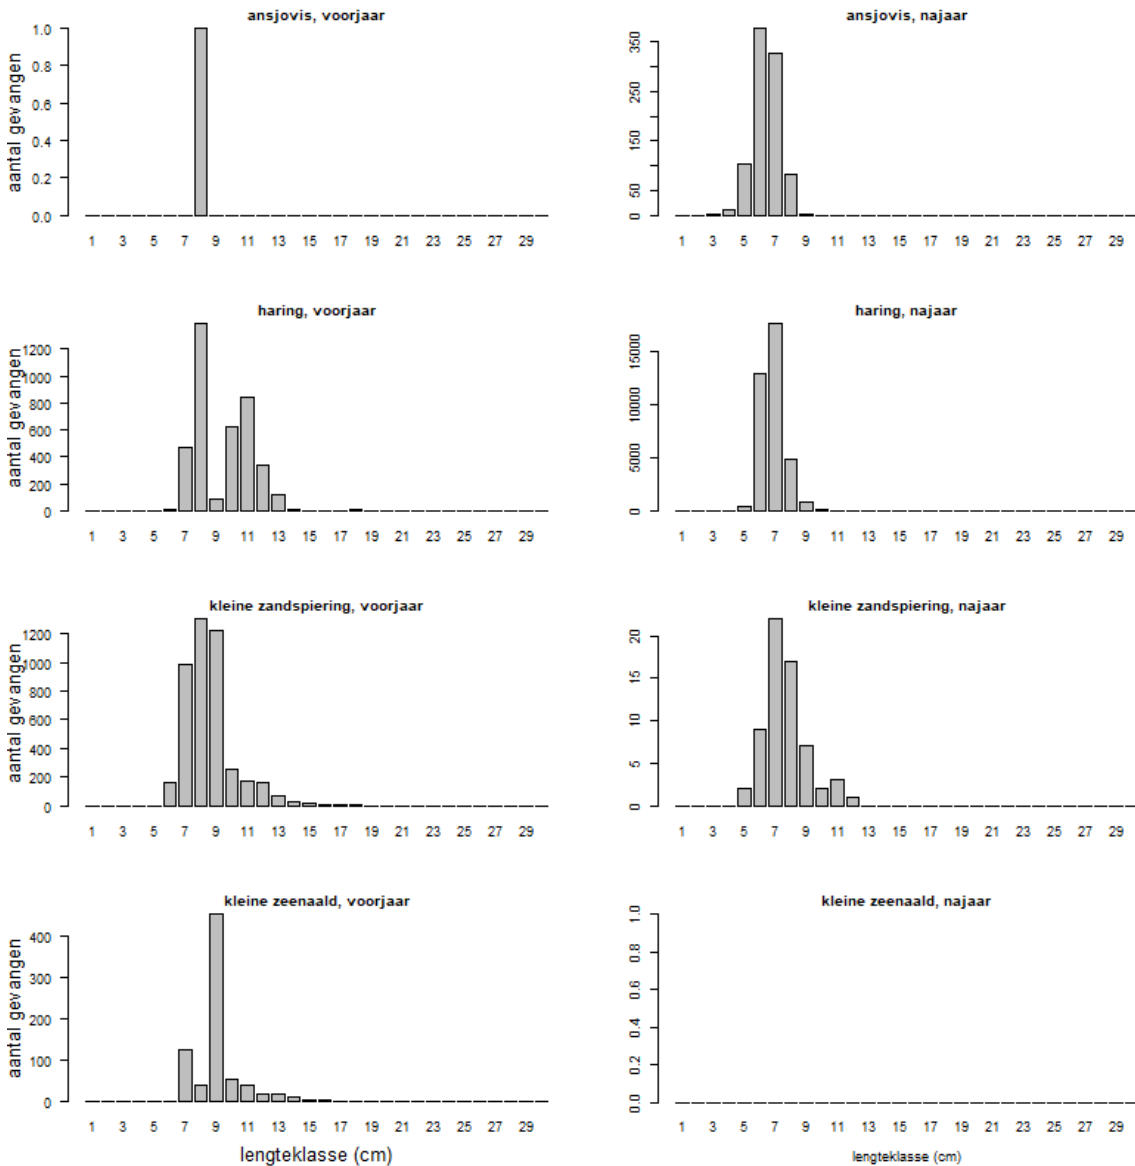 ansjovis, voorjaar
aantal gevangen
1.0
0.8
0.6
0.4
0.2
0.0
1 3 5 7 9 11 13 15 17 19 21 23 25 27 29
ansjovis, najaar
350
250
150
50
0
1 3 5 7 9 11 13 15 17 19 21 23 25 27 29
haring, voorjaar
aantal gevangen
1200
1000
800
600
400
200
0
1 3 5 7 9 11 13 15 17 19 21 23 25 27 29
haring, najaar
15000
10000
5000
0
1 3 5 7 9 11 13 15 17 19 21 23 25 27 29
kleine zandspiering, voorjaar
aantal gevangen
1200
1000
800
600
400
200
0
1 3 5 7 9 11 13 15 17 19 21 23 25 27 29
kleine zandspiering, najaar
20
15
10
5
0
1 3 5 7 9 11 13 15 17 19 21 23 25 27 29
kleine zeenaald, voorjaar
aantal gevangen
400
300
200
100
0
1 3 5 7 9 11 13 15 17 19 21 23 25 27 29
lengteklasse (cm)
kleine zeenaald, najaar
1.0
0.8
0.6
0.4
0.2
0.0
1 3 5 7 9 11 13 15 17 19 21 23 25 27 29
lengteklasse (cm)